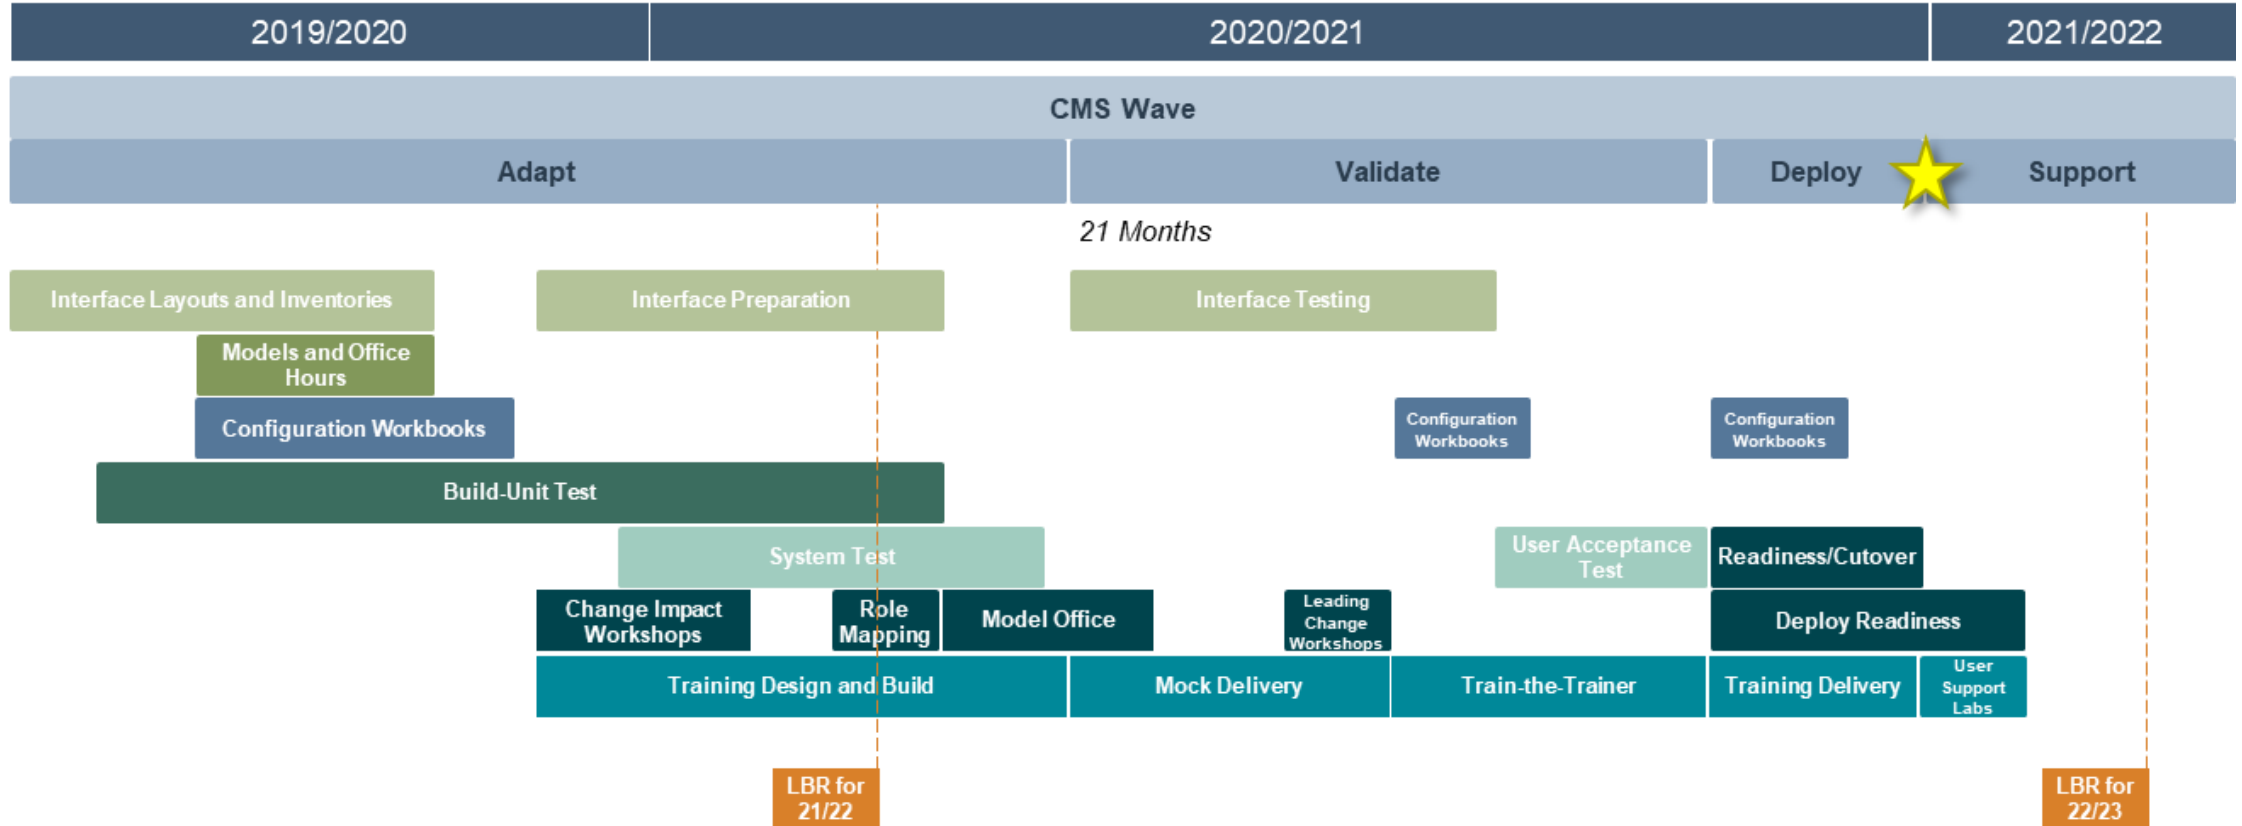 2019/2020
2020/2021
2021/2022
CMS Wave
Adapt
Validate
Deploy
Support
21 Months
Interface Layouts and Inventories
Interface Preparation
Interface Testing
Models and Office
Hours
Configuration Workbooks
Configuration
Workbooks
Configuration
Workbooks
Build-Unit Test
System Test
User Acceptance
Test
Readiness/Cutover
Change Impact
Workshops
Role
Mapping
Model Office
Leading
Change
Workshops
Deploy Readiness
Training Design and Build
Mock Delivery
Train-the-Trainer
Training Delivery
User
Support
Labs
LBR for
21/22
LBR for
22/23